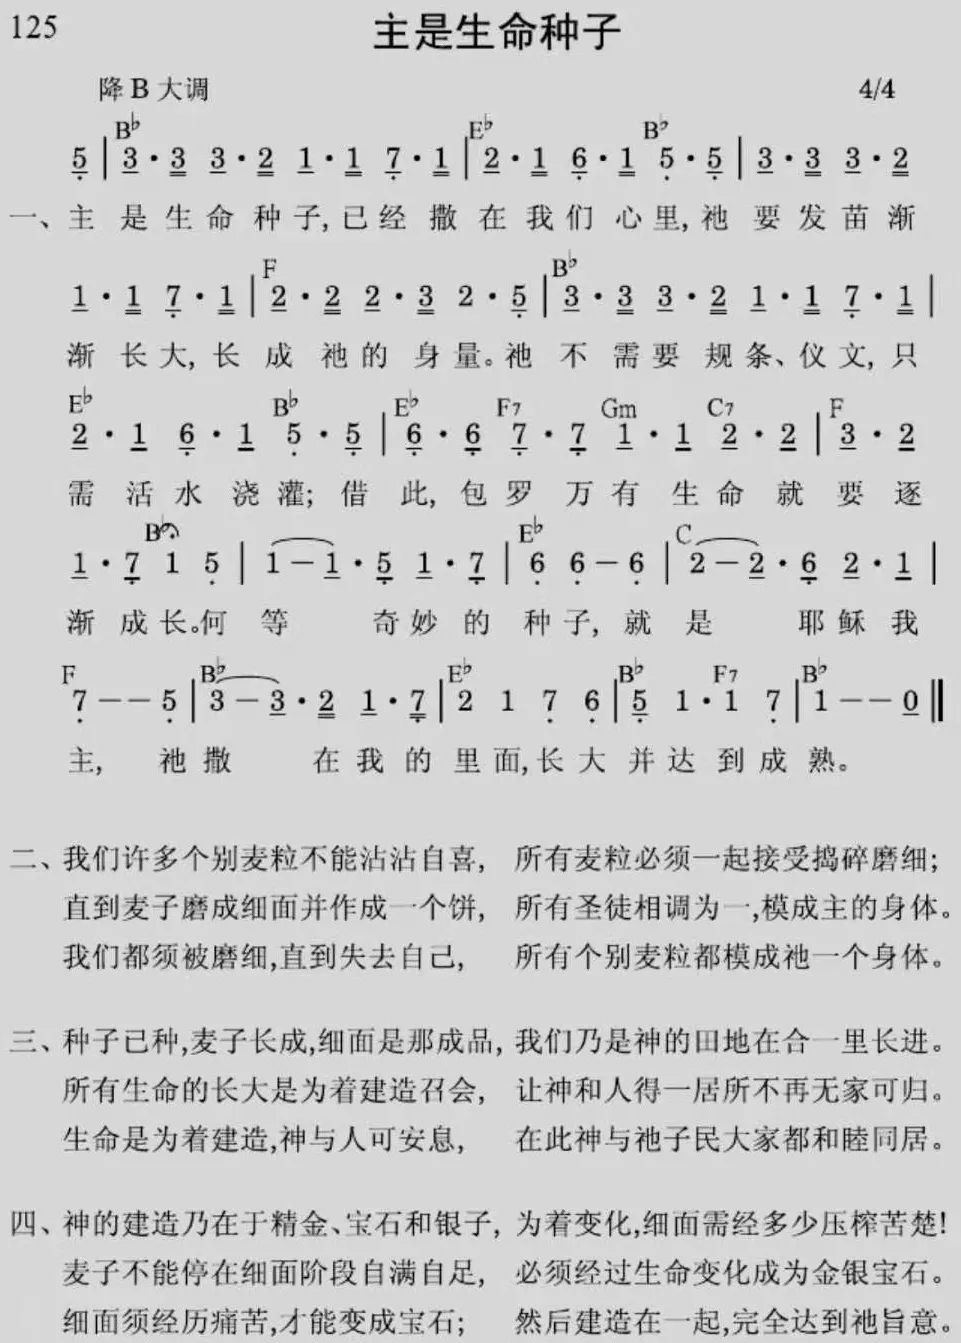 125
主是生命种子
降 B 大调 4/4
B♭ E♭ B♭
5 | 3·3 3·2 1·1 7·1 | 2·1 6·1 5·5 | 3·3 3·2
一、主是生命种子,已经撒在我们心里,祂要发苗渐
F B♭
1·1 7·1 | 2·2 2·3 2·5 | 3·3 3·2 1·1 7·1 |
渐长大,长成祂的身量。祂不需要规条、仪文,只
E♭ B♭ E♭ F7 Gm C7 F
2·1 6·1 5·5 | 6·6 7·7 1·1 2·2 | 3·2
需活水浇灌;借此,包罗万有生命就要逐
B♭ E♭ C
1·7 1 5 | 1－1·5 1·7 | 6 6－6 | 2－2·6 2·1 |
渐成长。何等奇妙的种子,就是耶稣我
F B♭ E♭ B♭ F7 B♭
7－－5 | 3－3·2 1·7 | 2 1 7 6 | 5 1·1 7 | 1－－0 ‖
主,祂撒在我的里面,长大并达到成熟。
二、我们许多个别麦粒不能沾沾自喜, 所有麦粒必须一起接受捣碎磨细;
直到麦子磨成细面并作成一个饼, 所有圣徒相调为一,模成主的身体。
我们都须被磨细,直到失去自己, 所有个别麦粒都模成祂一个身体。
三、种子已种,麦子长成,细面是那成品, 我们乃是神的田地在合一里长进。
所有生命的长大是为着建造召会, 让神和人得一居所不再无家可归。
生命是为着建造,神与人可安息, 在此神与祂子民大家都和睦同居。
四、神的建造乃在于精金、宝石和银子, 为着变化,细面需经多少压榨苦楚!
麦子不能停在细面阶段自满自足, 必须经过生命变化成为金银宝石。
细面须经历痛苦,才能变成宝石; 然后建造在一起,完全达到祂旨意。